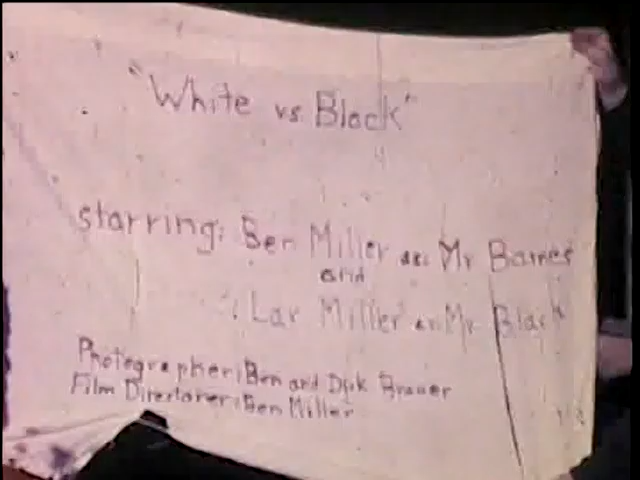 "White vs Black"
starring: Ben Miller as: Mr Barnes
and
: Lar Miller as: Mr. Black
Photographer: Ben and Dirk Brauer
Film Directorer: Ben Miller